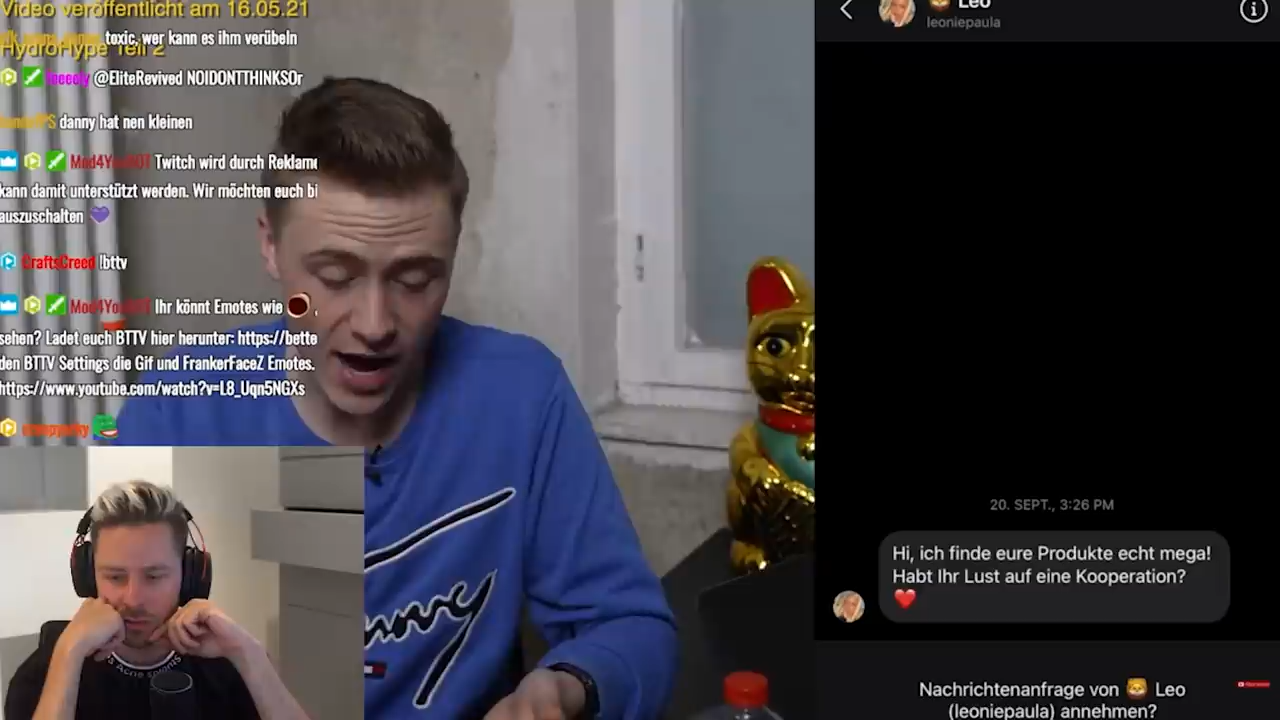 Video veröffentlicht am 16.05.21
toxic, wer kann es ihm verübeln
HydroHype Teil 2
@EliteRevived NOIDONTTHINKSOr
danny hat nen kleinen
Twitch wird durch Reklame
kann damit unterstützt werden. Wir möchten euch bi
auszuschalten
CraftsCreed !bttv
Ihr könnt Emotes wie
sehen? Ladet euch BTTV hier herunter: https://bette
den BTTV Settings die Gif und FrankerFaceZ Emotes.
https://www.youtube.com/watch?v=L8_Uqn5NGXs
Leo
leoniepaula
20. SEPT., 3:26 PM
Hi, ich finde eure Produkte echt mega!
Habt Ihr Lust auf eine Kooperation?
❤️
Nachrichtenanfrage von 🦁 Leo
(leoniepaula) annehmen?